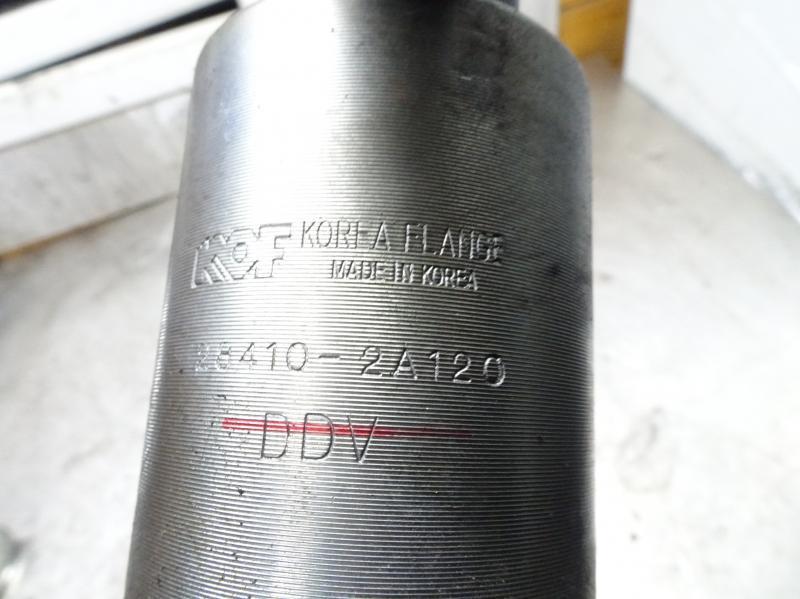 KOF KOREA FLANGE
MADE IN KOREA
28410-2A120
DDV